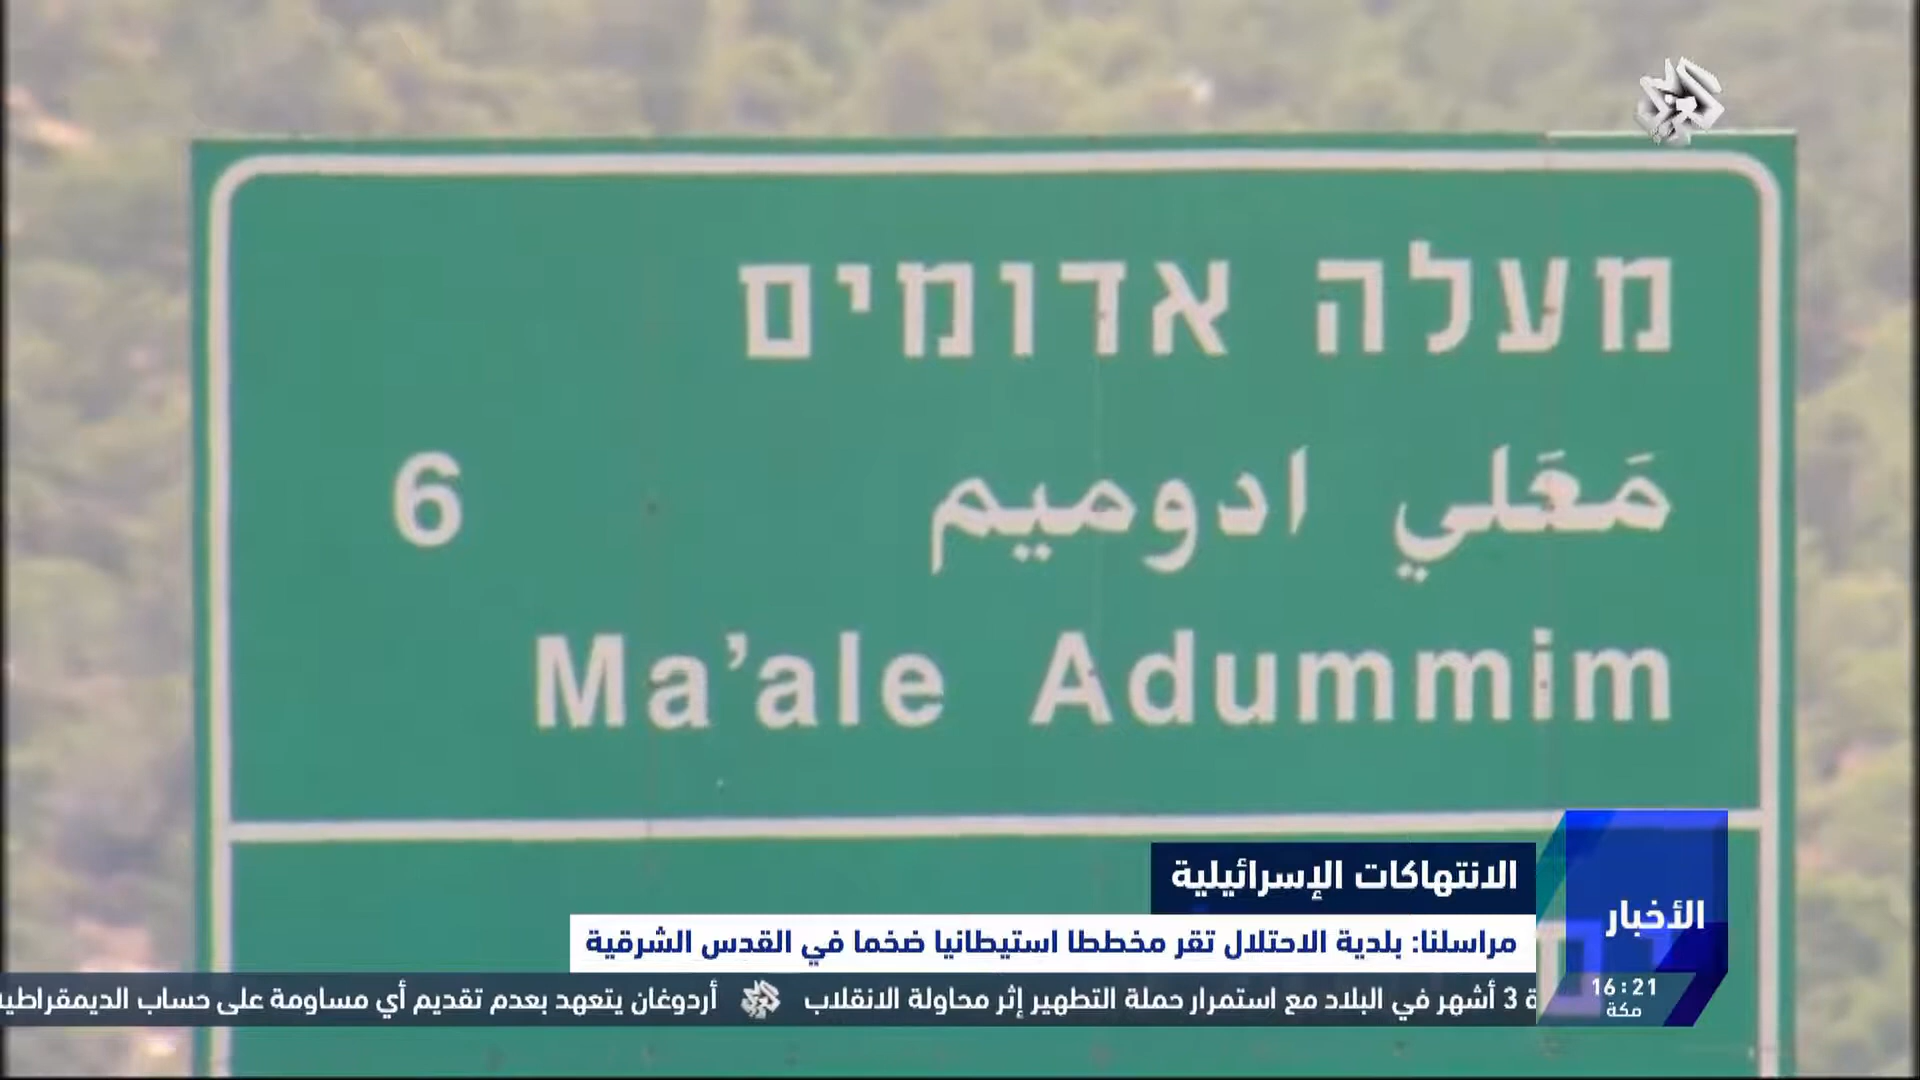 מעלה אדומים
مَعَلي ادوميم
6
Ma'ale Adummim
الانتهاكات الإسرائيلية
مراسلنا: بلدية الاحتلال تقر مخططا استيطانيا ضخما في القدس الشرقية
الأخبار
16:21
مكة
ة 3 أشهر في البلاد مع استمرار حملة التطهير إثر محاولة الانقلاب
أردوغان يتعهد بعدم تقديم أي مساومة على حساب الديمقراطية